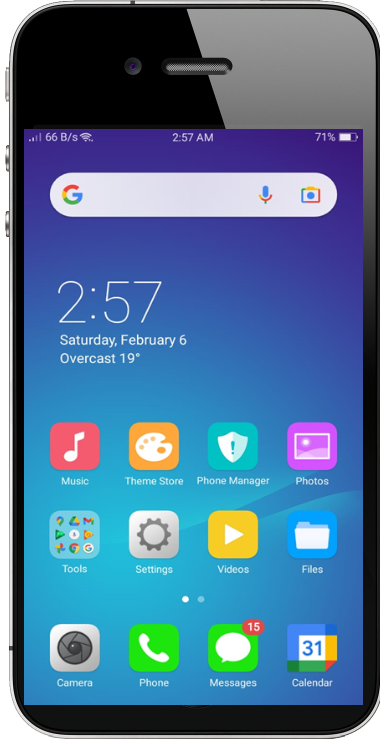 66 B/s 2:57 AM 71%
2:57
Saturday, February 6
Overcast 19°
Music Theme Store Phone Manager Photos
Tools Settings Videos Files
15
31
Camera Phone Messages Calendar